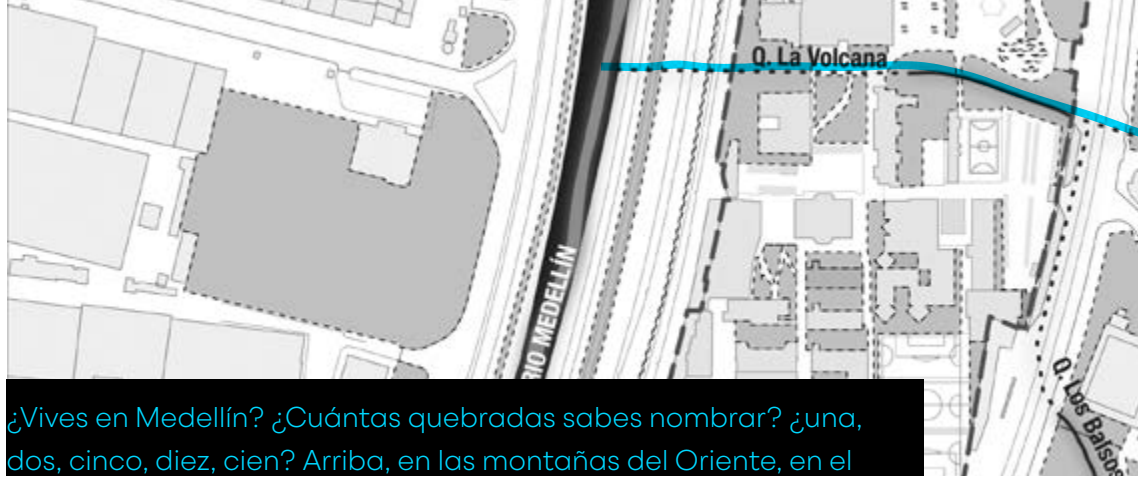 Q. La Volcana
RIO MEDELLÍN
Q. Los Balsos
¿Vives en Medellín? ¿Cuántas quebradas sabes nombrar? ¿una,
dos, cinco, diez, cien? Arriba, en las montañas del Oriente, en el